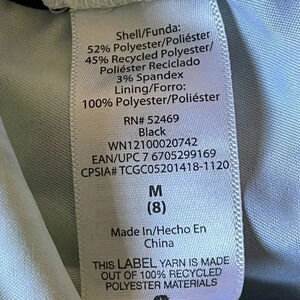 Shell/Funda:
52% Polyester/Poliéster
45% Recycled Polyester/
Poliéster Reciclado
3% Spandex
Lining/Forro:
100% Polyester/Poliéster
RN# 52469
Black
WN12100020742
EAN/UPC 7 6705299169
CPSIA# TCGC05201418-1120
M
(8)
Made In/Hecho En
China
THIS LABEL YARN IS MADE
OUT OF 100% RECYCLED
POLYESTER MATERIALS